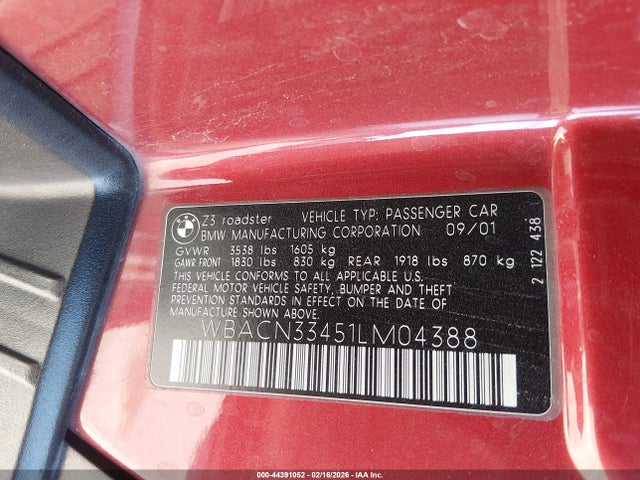 Z3 roadster VEHICLE TYP: PASSENGER CAR
BMW MANUFACTURING CORPORATION 09/01
GVWR 3538 lbs 1605 kg
GAWR FRONT 1830 lbs 830 kg REAR 1918 lbs 870 kg
THIS VEHICLE CONFORMS TO ALL APPLICABLE U.S.
FEDERAL MOTOR VEHICLE SAFETY, BUMPER AND THEFT
PREVENTION STANDARDS IN EFFECT ON THE DATE OF
MANUFACTURE SHOWN ABOVE.
WBACN33451LM04388
2 122 438
000-44391052 - 02/16/2026 - IAA Inc.